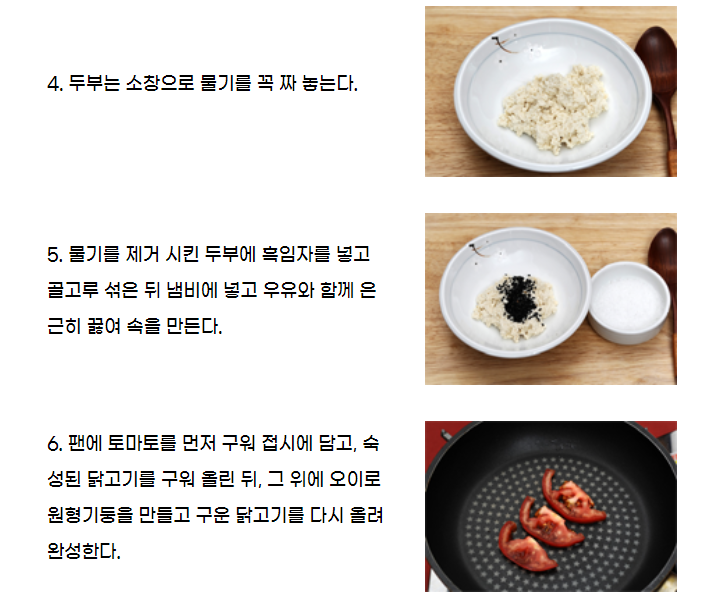 4. 두부는 소창으로 물기를 꼭 짜 놓는다.
5. 물기를 제거 시킨 두부에 흑임자를 넣고
골고루 섞은 뒤 냄비에 넣고 우유와 함께 은
근히 끓여 속을 만든다.
6. 팬에 토마토를 먼저 구워 접시에 담고, 숙
성된 닭고기를 구워 올린 뒤, 그 위에 오이로
원형기둥을 만들고 구운 닭고기를 다시 올려
완성한다.